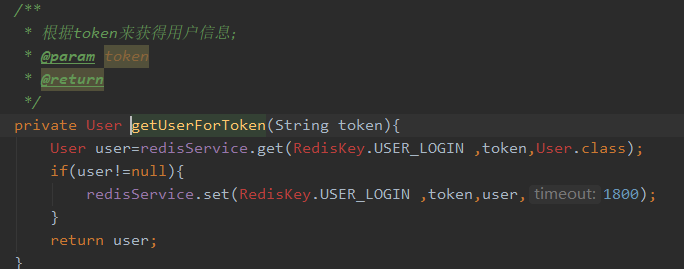 /**
* 根据token来获得用户信息;
* @param token
* @return
*/
private User getUserForToken(String token){
User user=redisService.get(RedisKey.USER_LOGIN ,token,User.class);
if(user!=null){
redisService.set(RedisKey.USER_LOGIN ,token,user, timeout: 1800);
}
return user;
}